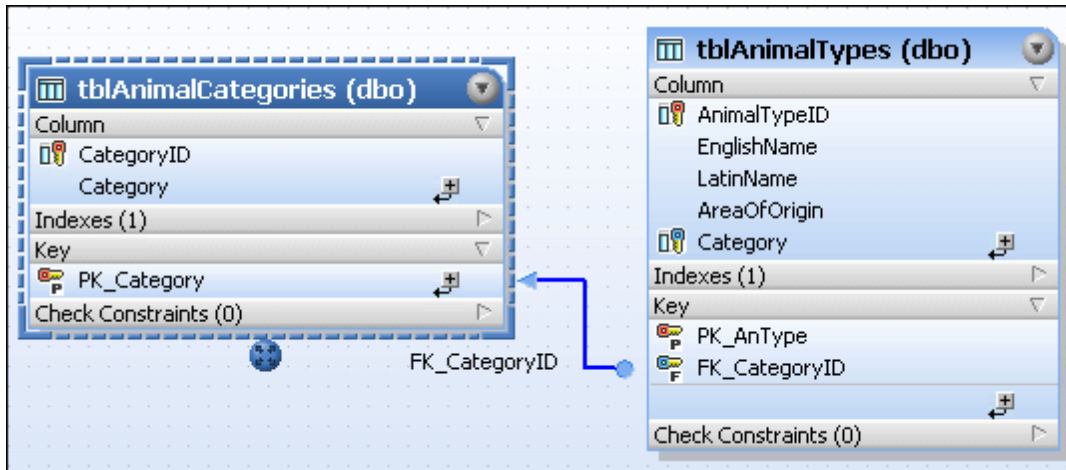 tblAnimalCategories (dbo)
Column
CategoryID
Category
Indexes (1)
Key
PK_Category
Check Constraints (0)
FK_CategoryID
tblAnimalTypes (dbo)
Column
AnimalTypeID
EnglishName
LatinName
AreaOfOrigin
Category
Indexes (1)
Key
P PK_AnType
F FK_CategoryID
Check Constraints (0)